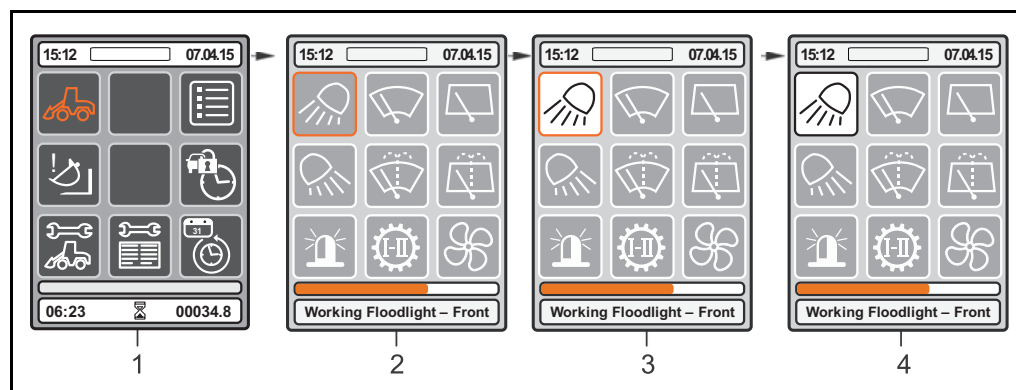 15:12 07.04.15
31
06:23 00034.8
1
15:12 07.04.15
I-II
Working Floodlight – Front
2
15:12 07.04.15
I-II
Working Floodlight – Front
3
15:12 07.04.15
I-II
Working Floodlight – Front
4